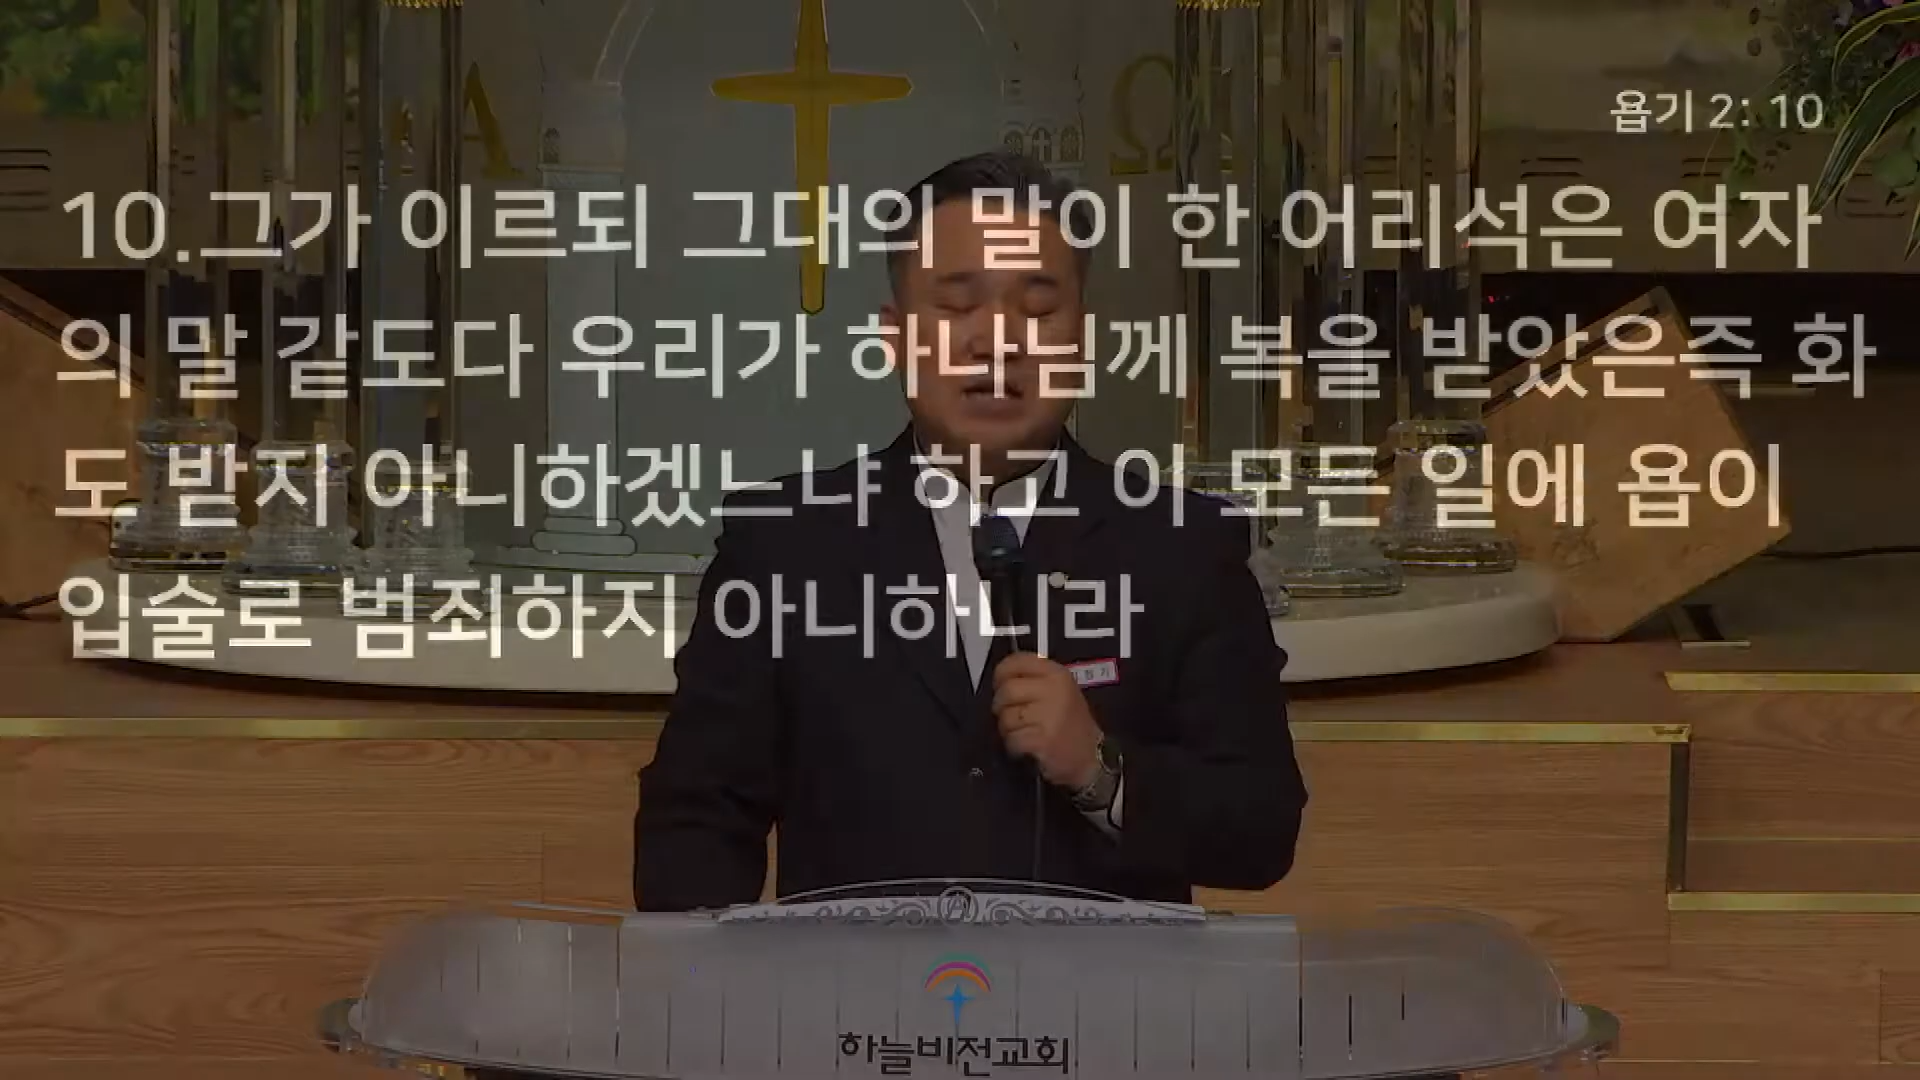 욥기 2: 10
10.그가 이르되 그대의 말이 한 어리석은 여자
의 말 같도다 우리가 하나님께 복을 받았은즉 화
도 받지 아니하겠느냐 하고 이 모든 일에 욥이
입술로 범죄하지 아니하니라
A Ω
하늘비전교회